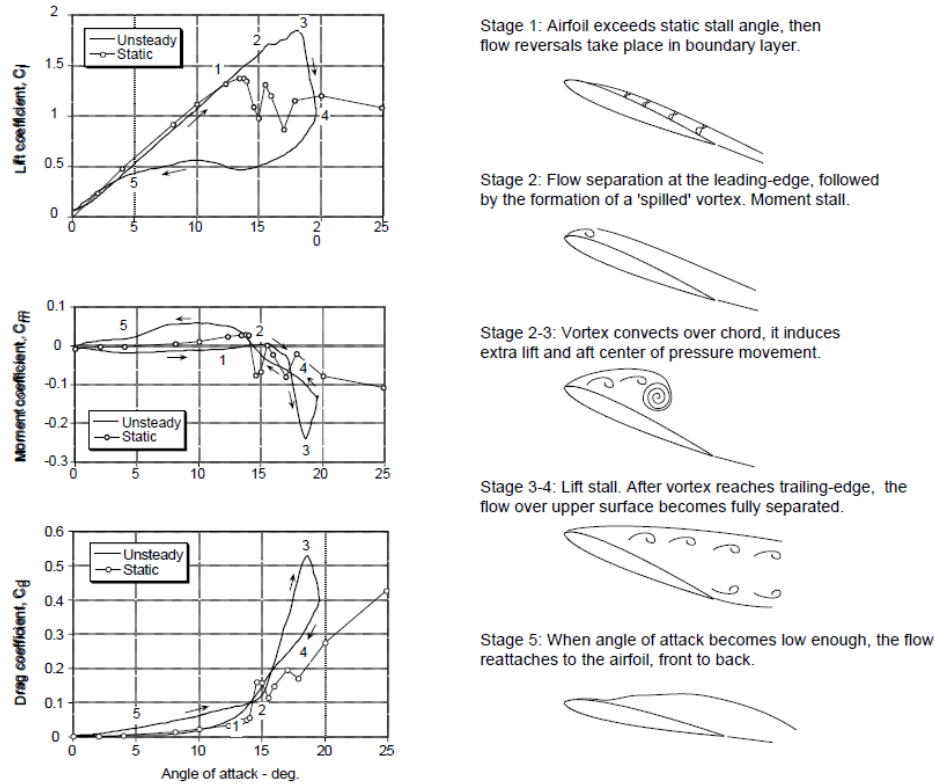 2
1.5
1
0.5
0
Lift coefficient, Cl
Unsteady
Static
1
2
3
4
5
0
5
10
15
2
0
25
0.1
0
-0.1
-0.2
-0.3
Moment coefficient, Cm
Unsteady
Static
5
1
2
4
3
0
5
10
15
20
25
0.6
0.5
0.4
0.3
0.2
0.1
0
Drag coefficient, Cd
Unsteady
Static
3
4
5
1
2
0
5
10
15
20
25
Angle of attack - deg.
Stage 1: Airfoil exceeds static stall angle, then
flow reversals take place in boundary layer.
Stage 2: Flow separation at the leading-edge, followed
by the formation of a 'spilled' vortex. Moment stall.
Stage 2-3: Vortex convects over chord, it induces
extra lift and aft center of pressure movement.
Stage 3-4: Lift stall. After vortex reaches trailing-edge, the
flow over upper surface becomes fully separated.
Stage 5: When angle of attack becomes low enough, the flow
reattaches to the airfoil, front to back.